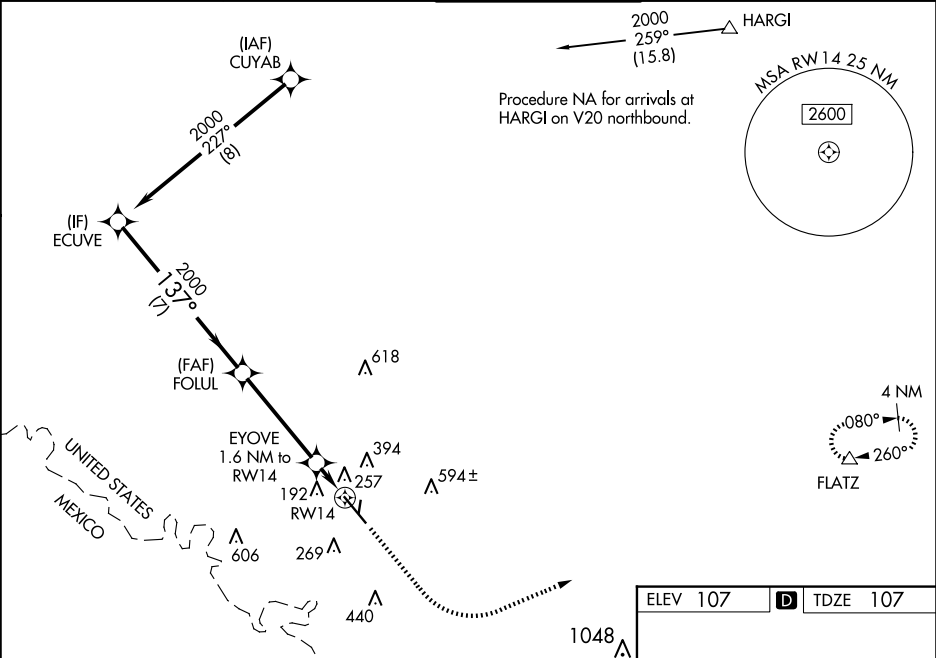 2000
259°
(15.8)
HARGI
(IAF)
CUYAB
MSA RW 14 25 NM
2600
Procedure NA for arrivals at
HARGI on V20 northbound.
2000
227°
(8)
(IF)
ECUVE
2000
137°
(7)
(FAF)
FOLUL
618
4 NM
080°
260°
FLATZ
EYOVE
1.6 NM to
RW14
394
257
594±
192
RW14
UNITED STATES
MEXICO
606
269
440
1048
ELEV 107
D
TDZE 107